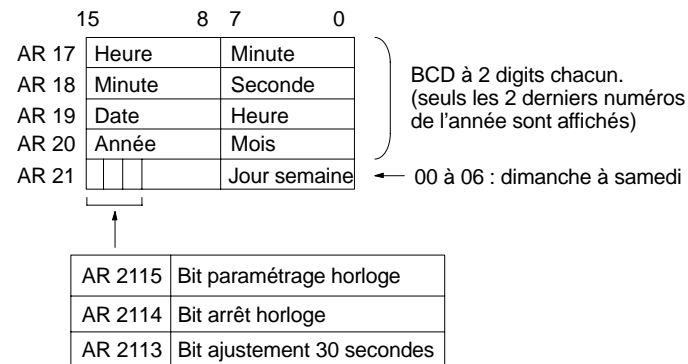 15 8 7 0
AR 17 Heure Minute
AR 18 Minute Seconde
AR 19 Date Heure
AR 20 Année Mois
AR 21 Jour semaine
BCD à 2 digits chacun.
(seuls les 2 derniers numéros
de l'année sont affichés)
00 à 06 : dimanche à samedi
AR 2115 Bit paramétrage horloge
AR 2114 Bit arrêt horloge
AR 2113 Bit ajustement 30 secondes